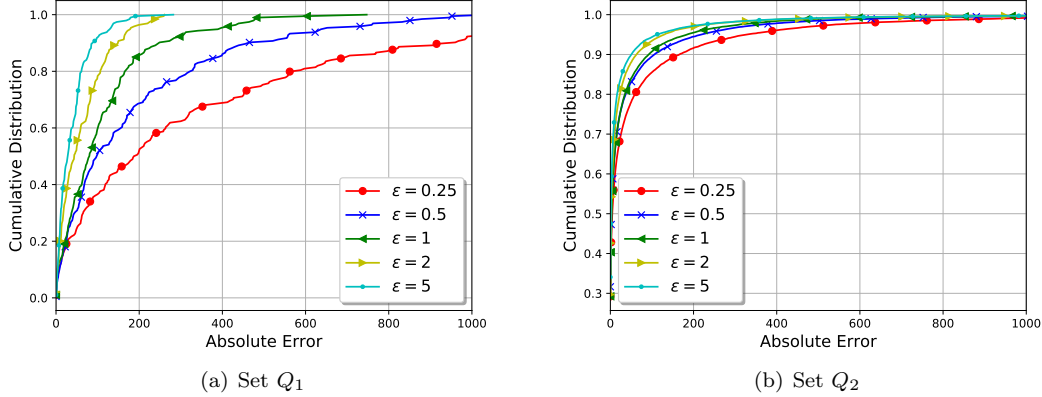 Cumulative Distribution
1.0
0.8
0.6
0.4
0.2
0.0
0
200
400
600
800
1000
Absolute Error
ε = 0.25
ε = 0.5
ε = 1
ε = 2
ε = 5
(a) Set Q1
Cumulative Distribution
1.0
0.9
0.8
0.7
0.6
0.5
0.4
0.3
0
200
400
600
800
1000
Absolute Error
ε = 0.25
ε = 0.5
ε = 1
ε = 2
ε = 5
(b) Set Q2